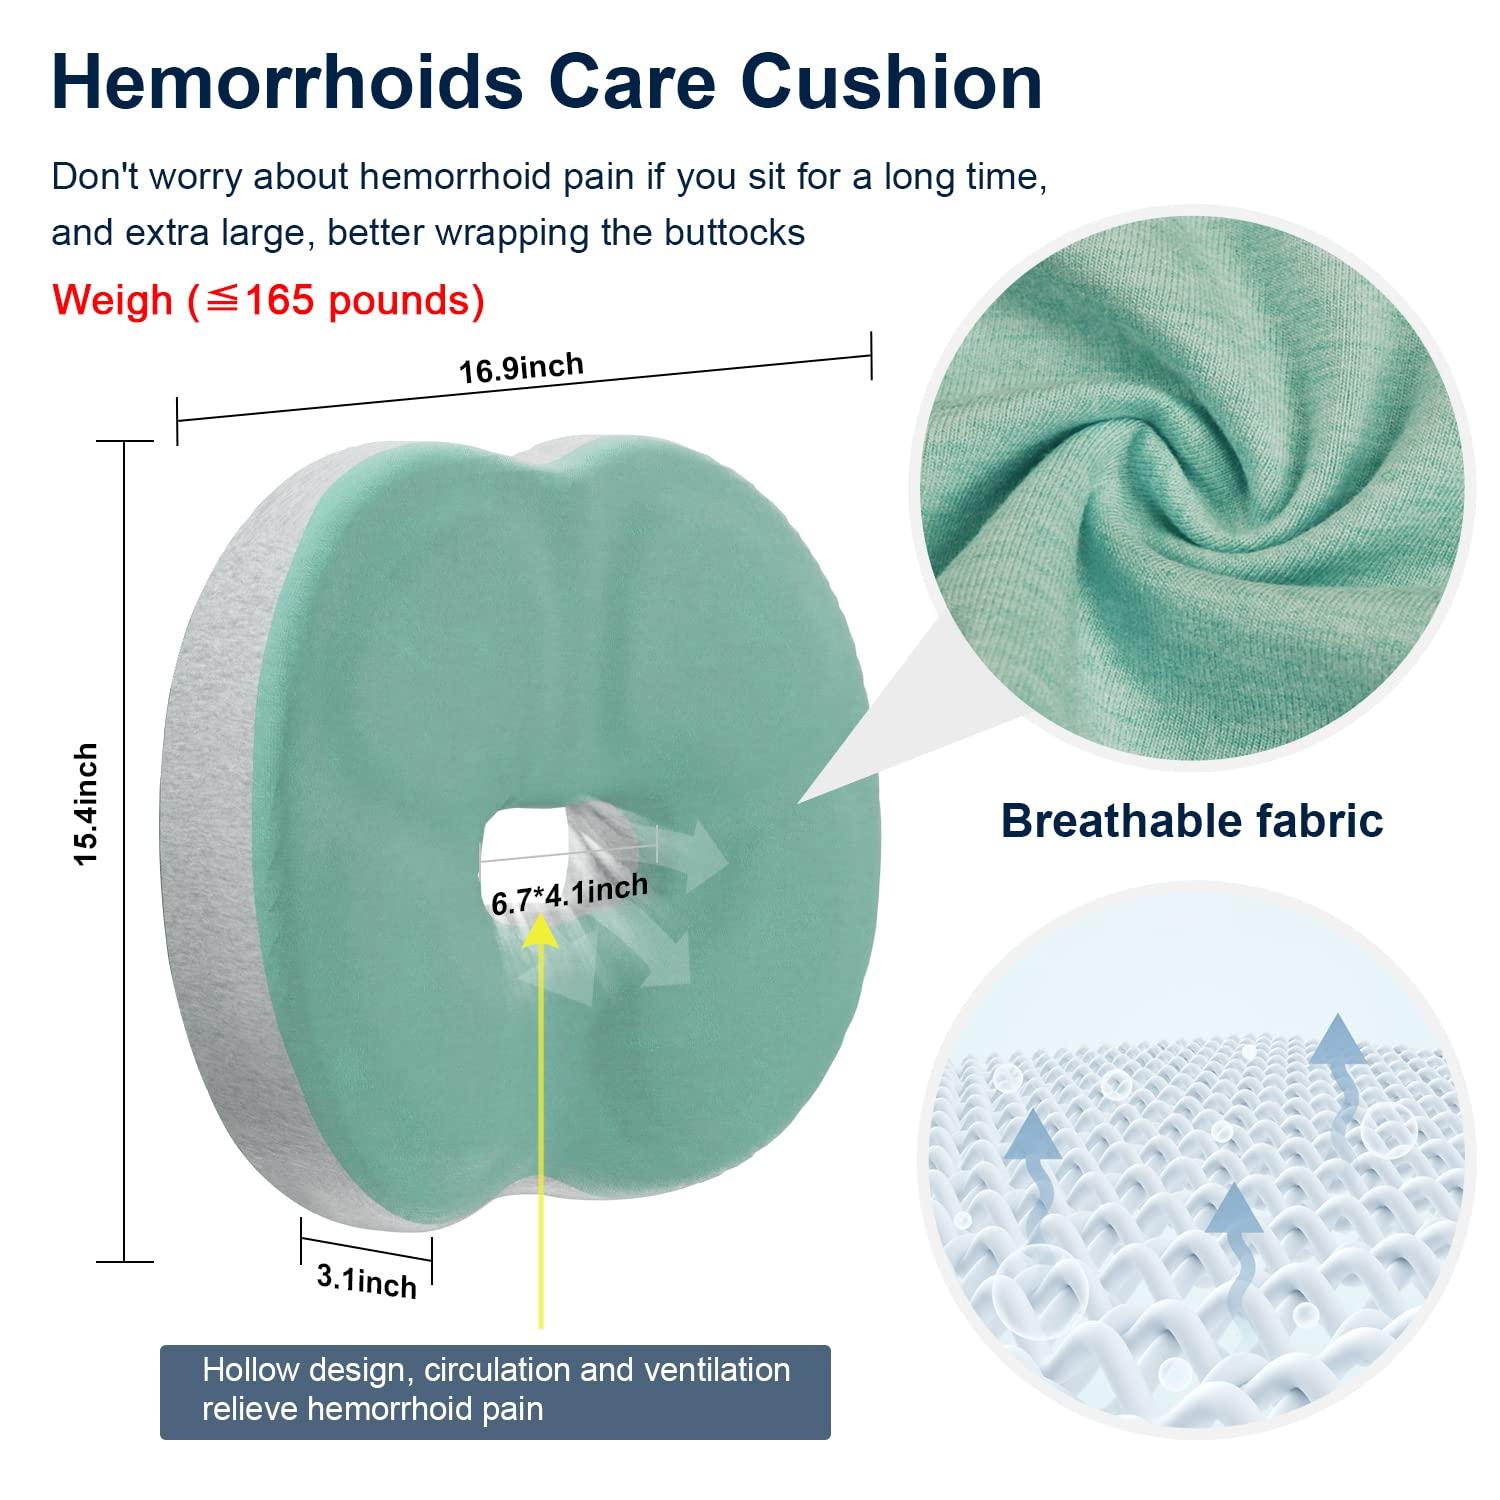 Hemorrhoids Care Cushion
Don't worry about hemorrhoid pain if you sit for a long time,
and extra large, better wrapping the buttocks
Weigh (≦165 pounds)
16.9inch
15.4inch
6.7*4.1inch
3.1inch
Breathable fabric
Hollow design, circulation and ventilation
relieve hemorrhoid pain